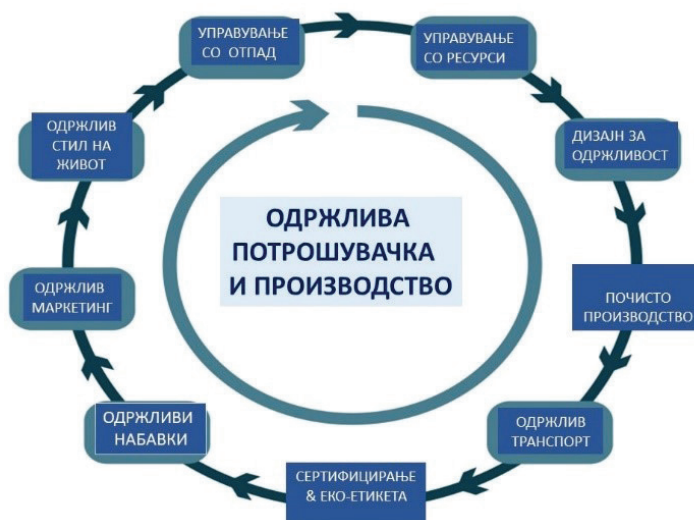 УПРАВУВАЊЕ
СО ОТПАД
УПРАВУВАЊЕ
СО РЕСУРСИ
ДИЗАЈН ЗА
ОДРЖЛИВОСТ
ПОЧИСТО
ПРОИЗВОДСТВО
ОДРЖЛИВ
ТРАНСПОРТ
СЕРТИФИЦИРАЊЕ
& ЕКО-ЕТИКЕТА
ОДРЖЛИВИ
НАБАВКИ
ОДРЖЛИВ
МАРКЕТИНГ
ОДРЖЛИВ
СТИЛ НА
ЖИВОТ
ОДРЖЛИВА
ПОТРОШУВАЧКА
И ПРОИЗВОДСТВО